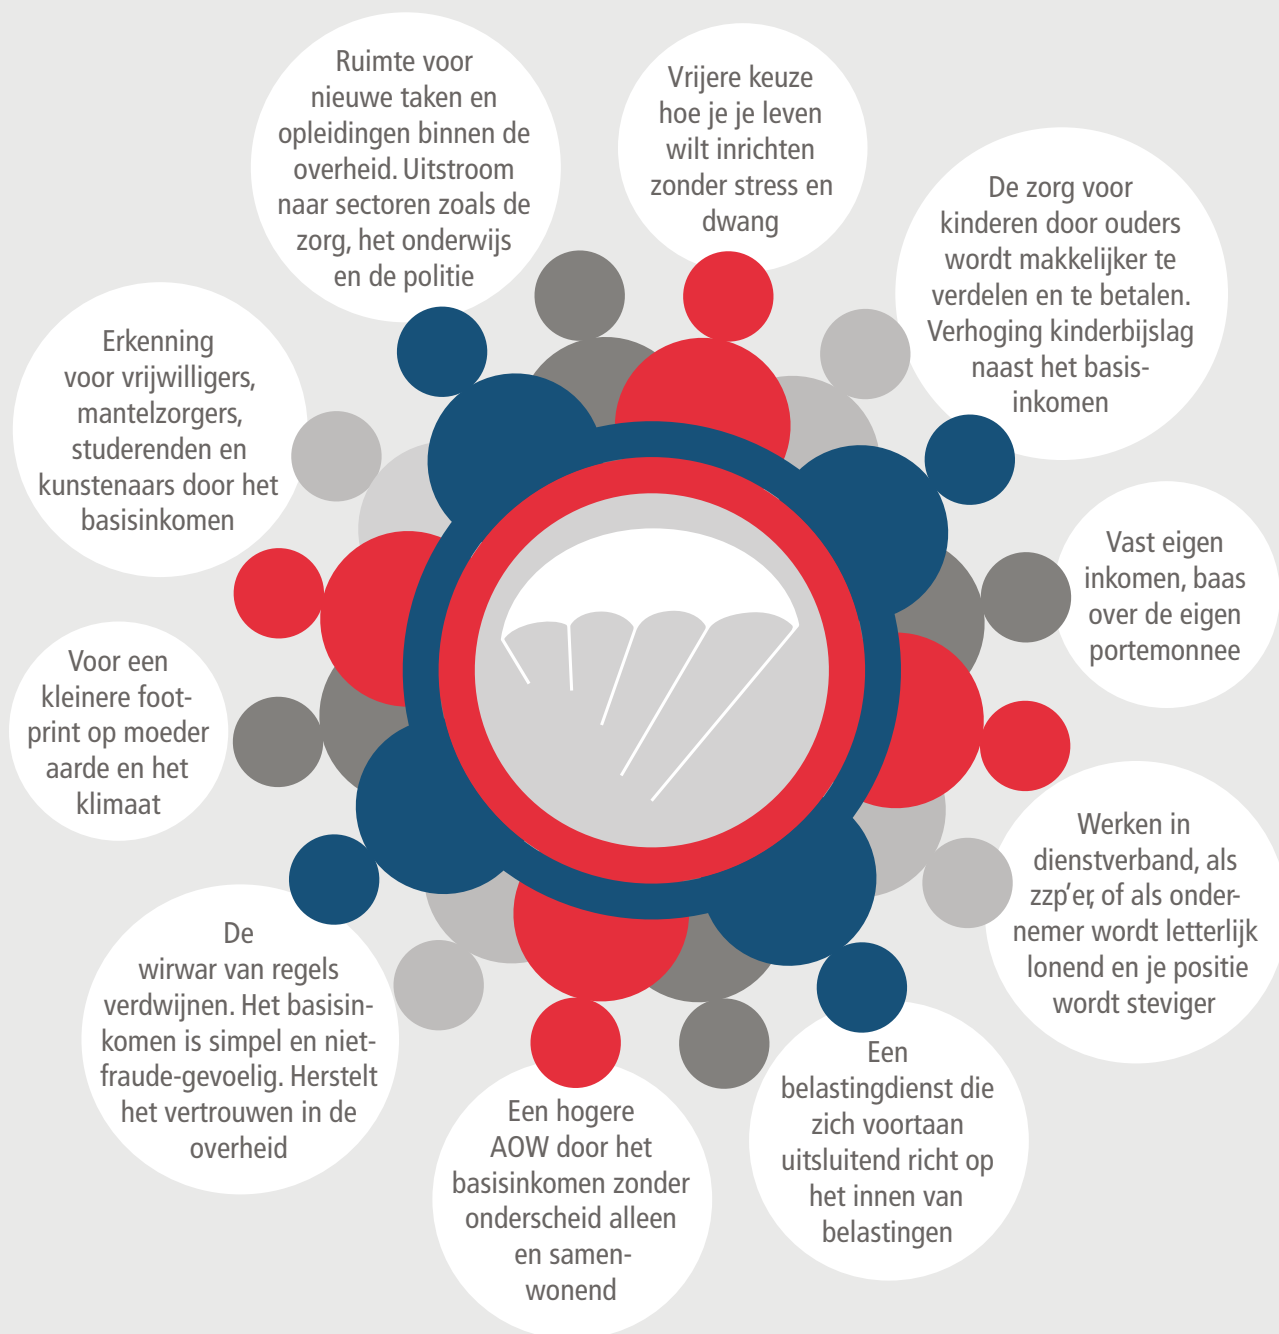 Ruimte voor
nieuwe taken en
opleidingen binnen de
overheid. Uitstroom
naar sectoren zoals de
zorg, het onderwijs
en de politie
Vrijere keuze
hoe je je leven
wilt inrichten
zonder stress en
dwang
De zorg voor
kinderen door ouders
wordt makkelijker te
verdelen en te betalen.
Verhoging kinderbijslag
naast het basis-
inkomen
Vast eigen
inkomen, baas
over de eigen
portemonnee
Werken in
dienstverband, als
zzp'er, of als onder-
nemer wordt letterlijk
lonend en je positie
wordt steviger
Een
belastingdienst die
zich voortaan
uitsluitend richt op
het innen van
belastingen
Een hogere
AOW door het
basisinkomen zonder
onderscheid alleen
en samen-
wonend
De
wirwar van regels
verdwijnen. Het basisin-
komen is simpel en niet-
fraude-gevoelig. Herstelt
het vertrouwen in de
overheid
Voor een
kleinere foot-
print op moeder
aarde en het
klimaat
Erkenning
voor vrijwilligers,
mantelzorgers,
studerenden en
kunstenaars door het
basisinkomen